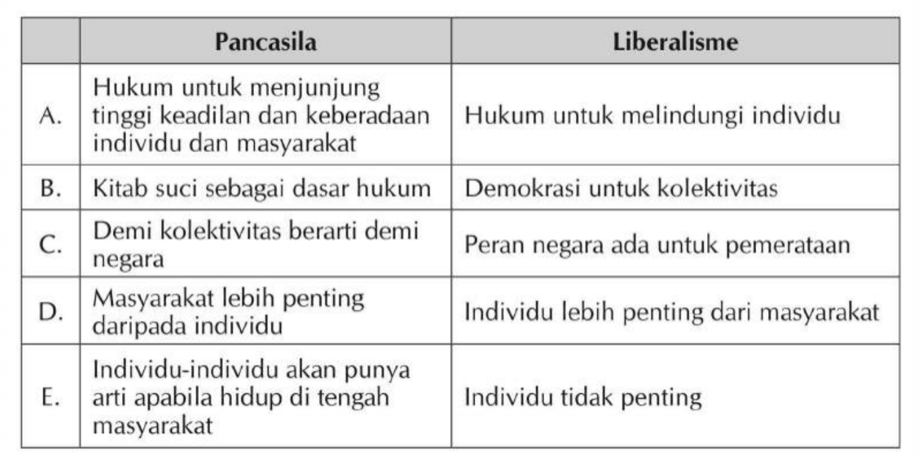 Pancasila
Liberalisme
A.
Hukum untuk menjunjung
tinggi keadilan dan keberadaan
individu dan masyarakat
Hukum untuk melindungi individu
B.
Kitab suci sebagai dasar hukum
Demokrasi untuk kolektivitas
C.
Demi kolektivitas berarti demi
negara
Peran negara ada untuk pemerataan
D.
Masyarakat lebih penting
daripada individu
Individu lebih penting dari masyarakat
E.
Individu-individu akan punya
arti apabila hidup di tengah
masyarakat
Individu tidak penting